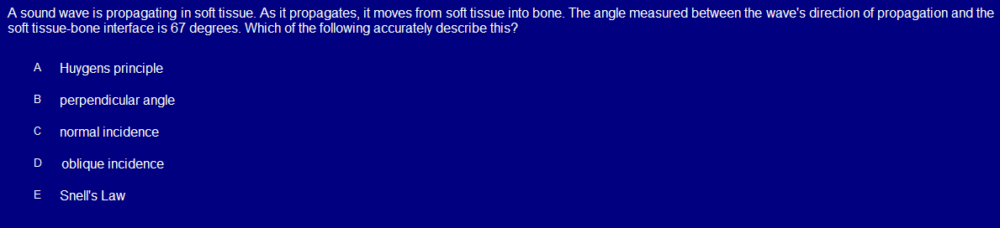 A sound wave is propagating in soft tissue. As it propagates, it moves from soft tissue into bone. The angle measured between the wave's direction of propagation and the
soft tissue-bone interface is 67 degrees. Which of the following accurately describe this?
A Huygens principle
B perpendicular angle
C normal incidence
D oblique incidence
E Snell's Law